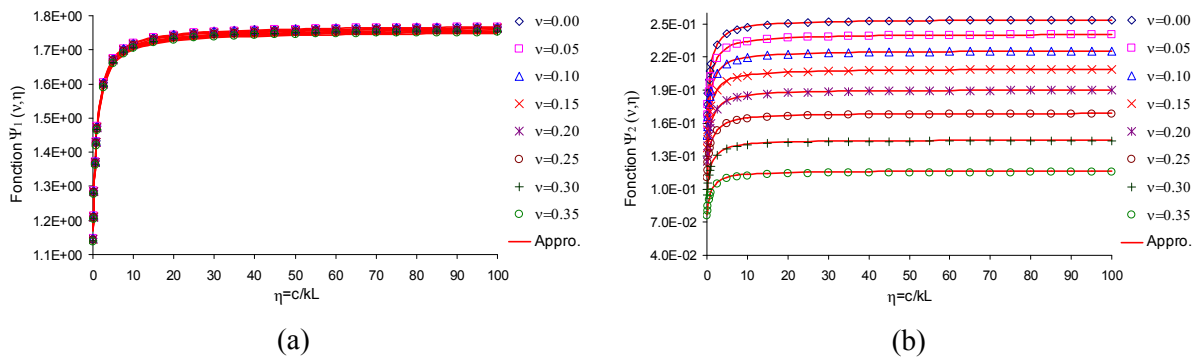 1.8E+00
1.7E+00
1.6E+00
1.5E+00
1.4E+00
1.3E+00
1.2E+00
1.1E+00
Fonction Ψ1 (ν,η)
0 10 20 30 40 50 60 70 80 90 100
η=c/kL
ν=0.00
ν=0.05
ν=0.10
ν=0.15
ν=0.20
ν=0.25
ν=0.30
ν=0.35
Appro.
(a)
2.5E-01
2.2E-01
1.9E-01
1.6E-01
1.3E-01
1.0E-01
7.0E-02
4.0E-02
Fonction Ψ2 (ν,η)
0 10 20 30 40 50 60 70 80 90 100
η=c/kL
ν=0.00
ν=0.05
ν=0.10
ν=0.15
ν=0.20
ν=0.25
ν=0.30
ν=0.35
Appro.
(b)